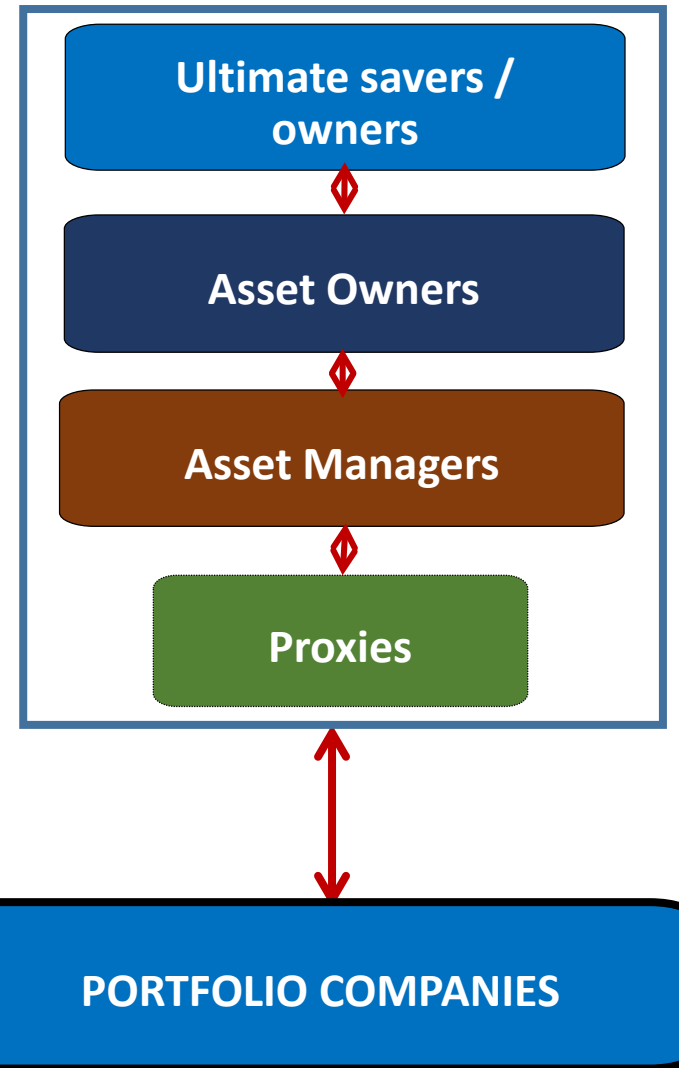 Ultimate savers /
owners
Asset Owners
Asset Managers
Proxies
PORTFOLIO COMPANIES